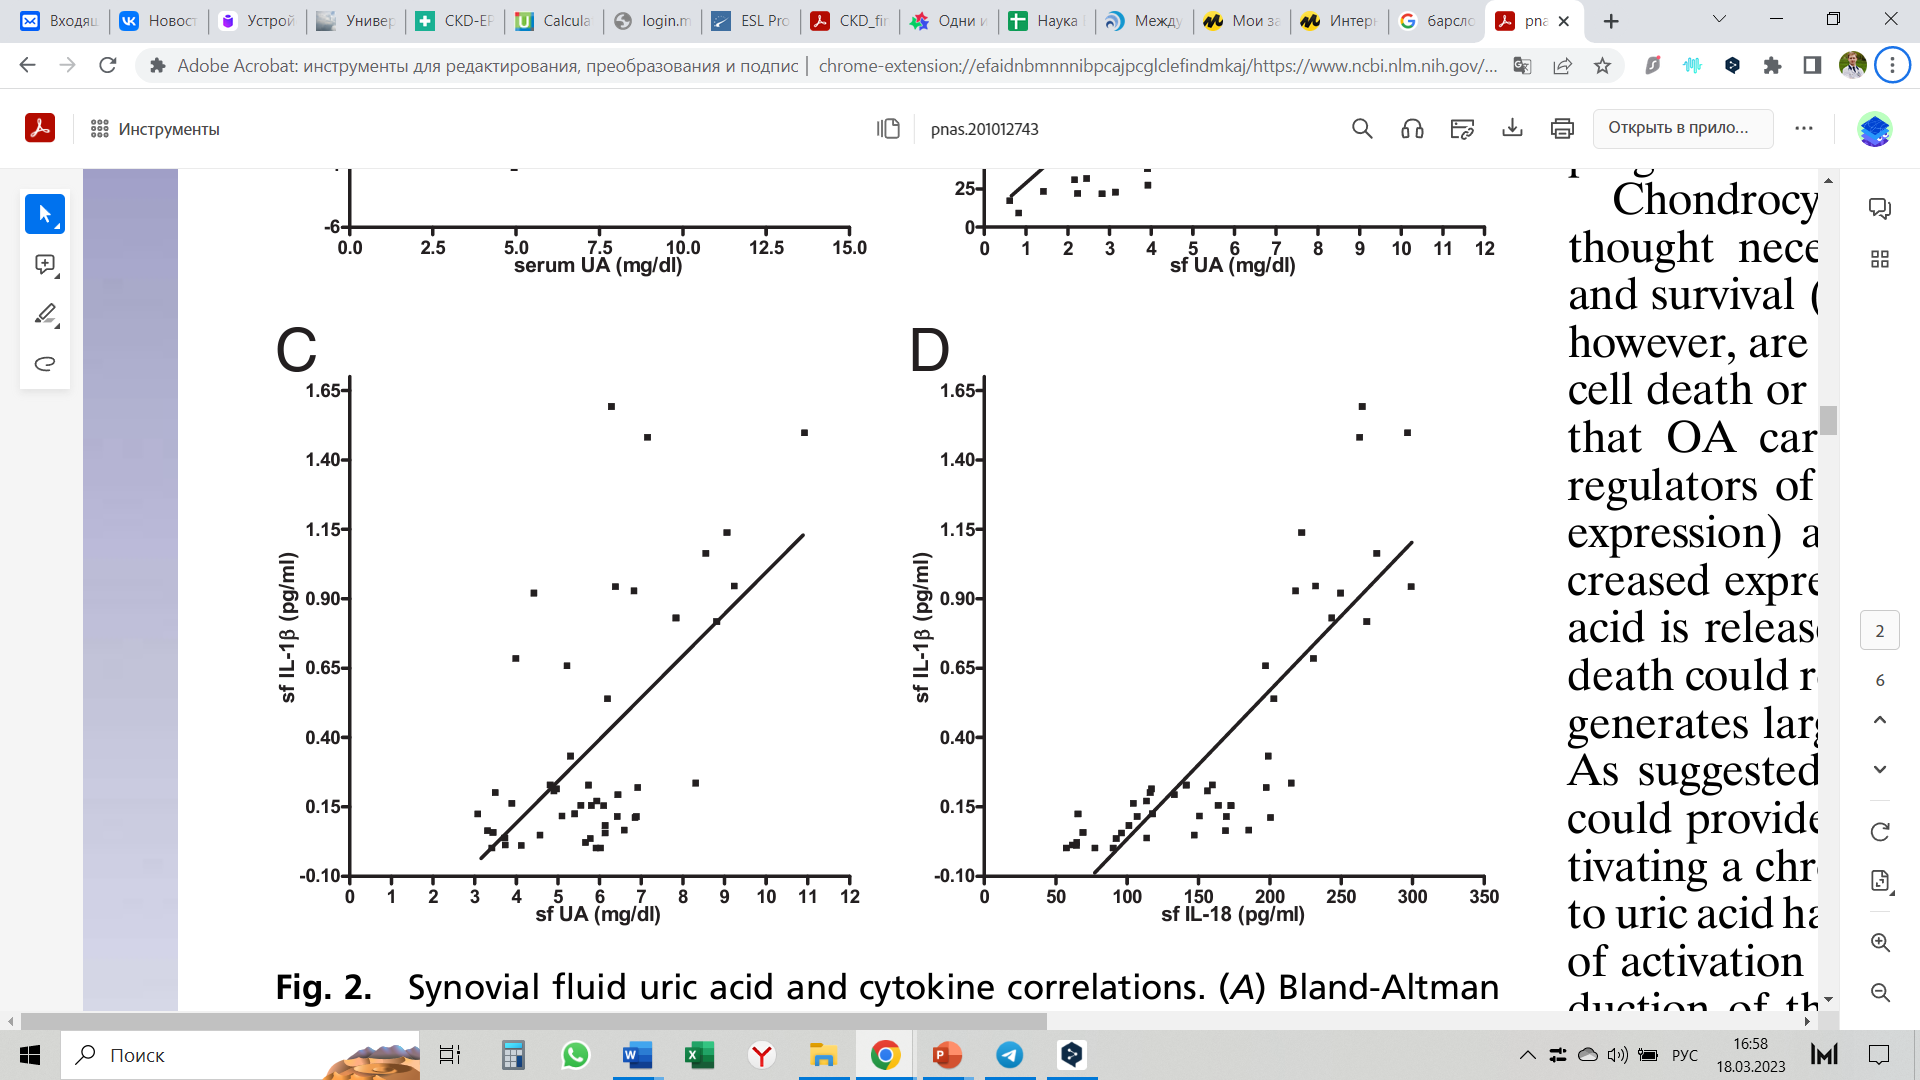 Входящ
Новост
Устрой
Универ
CKD-EP
Calcula
login.m
ESL Pro
CKD_fir
Одни и
Наука
Между
Мои за
Интерн
барсло
pna
Adobe Acrobat: инструменты для редактирования, преобразования и подпис | chrome-extension://efaidnbmnnnibpcajpcglclefindmkaj/https://www.ncbi.nlm.nih.gov/...
Инструменты
pnas.201012743
Открыть в прило...
-6
0.0 2.5 5.0 7.5 10.0 12.5 15.0
serum UA (mg/dl)
25
0
0 1 2 3 4 5 6 7 8 9 10 11 12
sf UA (mg/dl)
C
1.65
1.40
1.15
0.90
0.65
0.40
0.15
-0.10
sf IL-1β (pg/ml)
0 1 2 3 4 5 6 7 8 9 10 11 12
sf UA (mg/dl)
D
1.65
1.40
1.15
0.90
0.65
0.40
0.15
-0.10
sf IL-1β (pg/ml)
0 50 100 150 200 250 300 350
sf IL-18 (pg/ml)
Fig. 2. Synovial fluid uric acid and cytokine correlations. (A) Bland-Altman
Chondrocy
thought nece
and survival (
however, are
cell death or
that OA car
regulators of
expression) a
creased expre
acid is releas
death could r
generates larg
As suggested
could provide
tivating a chr
to uric acid ha
of activation
duction of th
2
6
Поиск
РУС
16:58
18.03.2023